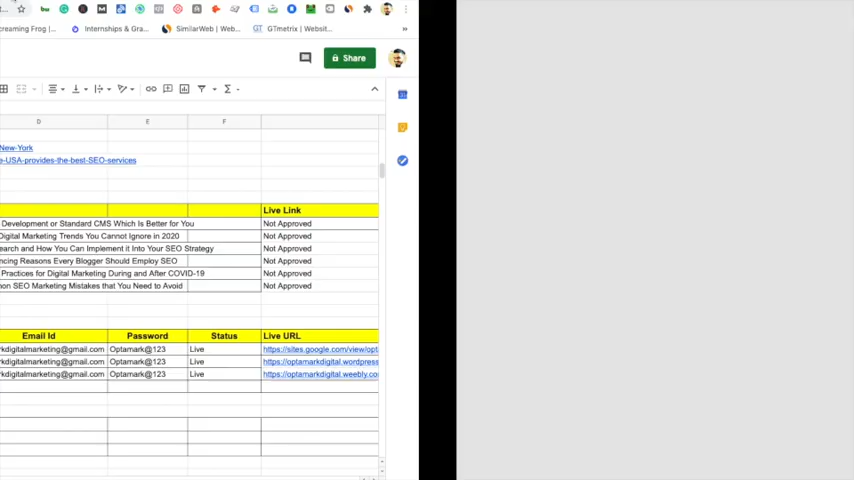 creaming Frog |...
Internships & Gra...
SimilarWeb | Web...
GTmetrix | Websit...
»
Share
D
E
F
New-York
e-USA-provides-the-best-SEO-services
Live Link
Development or Standard CMS Which Is Better for You
Not Approved
Digital Marketing Trends You Cannot Ignore in 2020
Not Approved
earch and How You Can Implement it Into Your SEO Strategy
Not Approved
ncing Reasons Every Blogger Should Employ SEO
Not Approved
Practices for Digital Marketing During and After COVID-19
Not Approved
non SEO Marketing Mistakes that You Need to Avoid
Not Approved
Email Id
Password
Status
Live URL
rkdigitalmarketing@gmail.com
Optamark@123
Live
https://sites.google.com/view/opt
rkdigitalmarketing@gmail.com
Optamark@123
Live
https://optamarkdigital.wordpress
rkdigitalmarketing@gmail.com
Optamark@123
Live
https://optamarkdigital.weebly.co